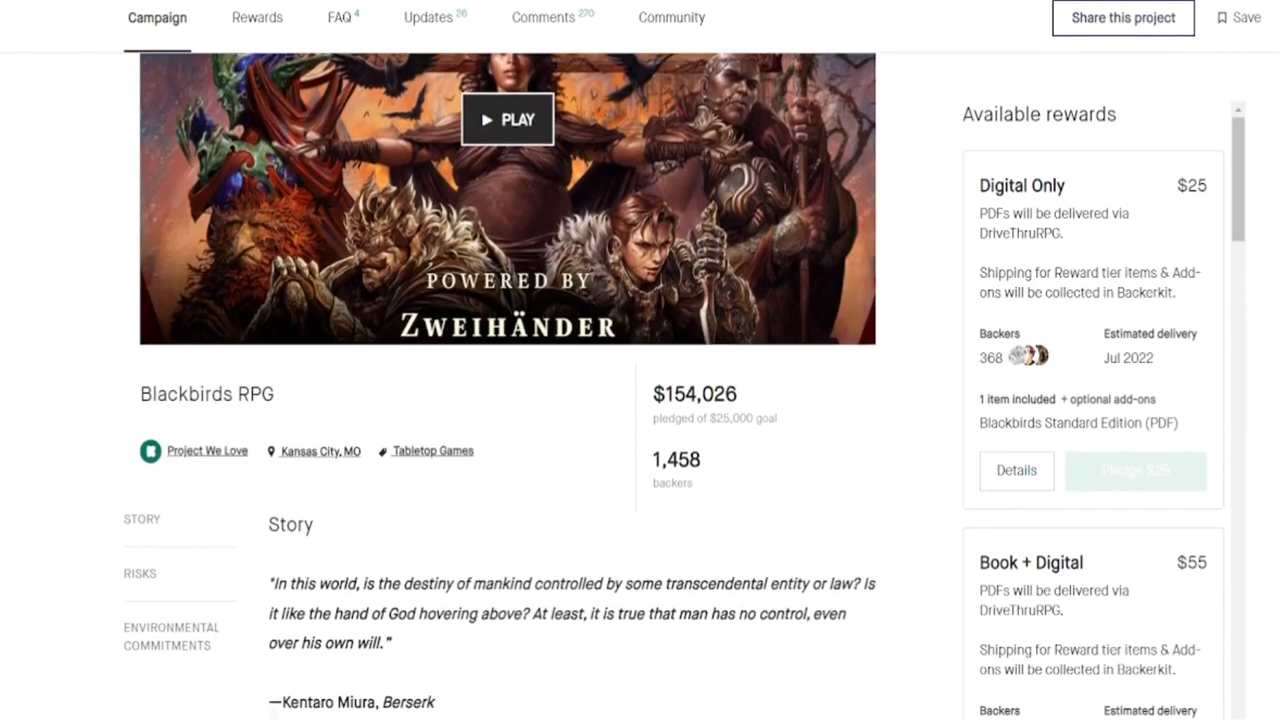 Campaign Rewards FAQ 4 Updates 26 Comments 270 Community Share this project Save
PLAY
POWERED BY
ZWEIHÄNDER
Blackbirds RPG
Project We Love Kansas City, MO Tabletop Games
$154,026
pledged of $25,000 goal
1,458
backers
STORY
RISKS
ENVIRONMENTAL
COMMITMENTS
Story
"In this world, is the destiny of mankind controlled by some transcendental entity or law? Is
it like the hand of God hovering above? At least, it is true that man has no control, even
over his own will."
—Kentaro Miura, Berserk
Available rewards
Digital Only $25
PDFs will be delivered via
DriveThruRPG.
Shipping for Reward tier items & Add-
ons will be collected in Backerkit.
Backers Estimated delivery
368 Jul 2022
1 item included + optional add-ons
Blackbirds Standard Edition (PDF)
Details Pledge $25
Book + Digital $55
PDFs will be delivered via
DriveThruRPG.
Shipping for Reward tier items & Add-
ons will be collected in Backerkit.
Backers Estimated delivery